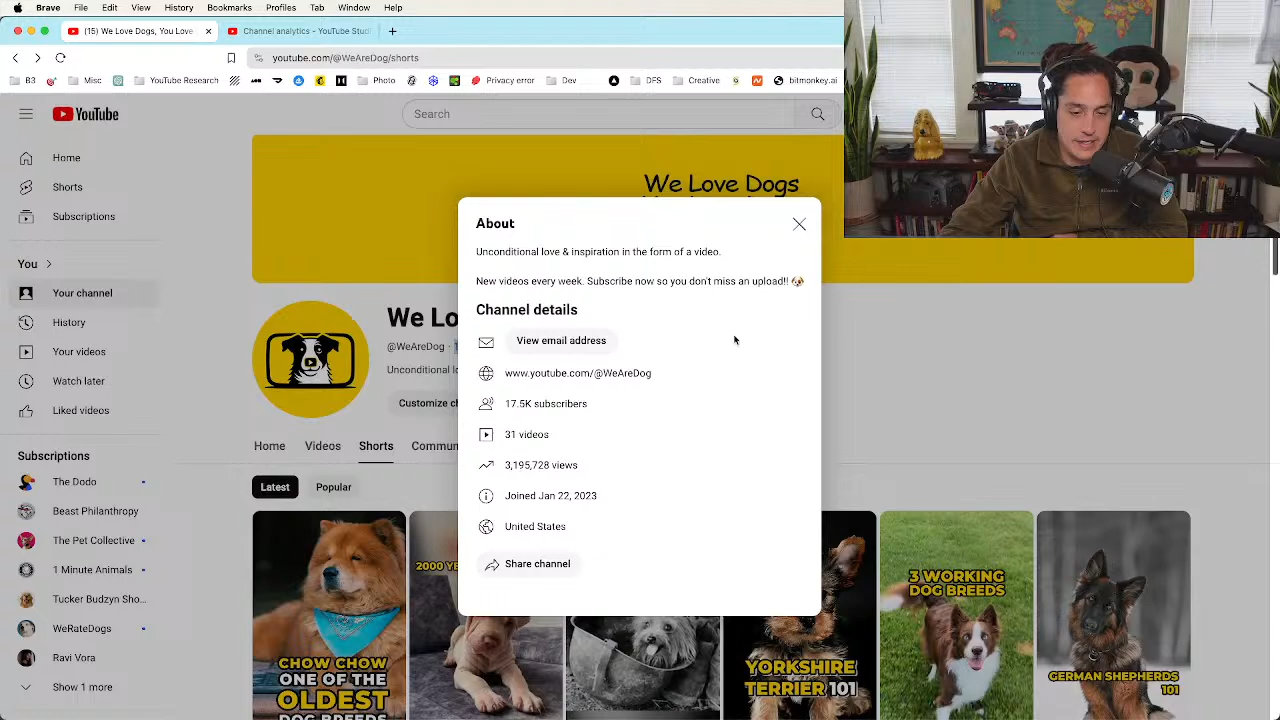 Brave File Edit View History Bookmarks Profiles Tab Window Help
(15) We Love Dogs, You Love
Channel analytics - YouTube Stud
youtube.com/@WeAreDog/shorts
B3 Misc YouTube Research Photo Plugin error Dev DFS Creative bitmonkey.ai
YouTube
Search
Home
Shorts
Subscriptions
You
Your channel
History
Your videos
Watch later
Liked videos
Subscriptions
The Dodo
Beast Philanthropy
The Pet Collective
1 Minute Animals
Tucker Budzyn Sho...
WeRateDogs
Ravi Vora
Show 1 more
We Love Dogs
We Lo
@WeAreDog
Unconditional lo
Customize ch
Home Videos Shorts Commun
Latest Popular
About
Unconditional love & inspiration in the form of a video.
New videos every week. Subscribe now so you don't miss an upload!! 🐶
Channel details
View email address
www.youtube.com/@WeAreDog
17.5K subscribers
31 videos
3,195,728 views
Joined Jan 22, 2023
United States
Share channel
CHOW CHOW
ONE OF THE
OLDEST
DOG BREEDS
2000 YE
YORKSHIRE
TERRIER 101
3 WORKING
DOG BREEDS
GERMAN SHEPHERDS
101